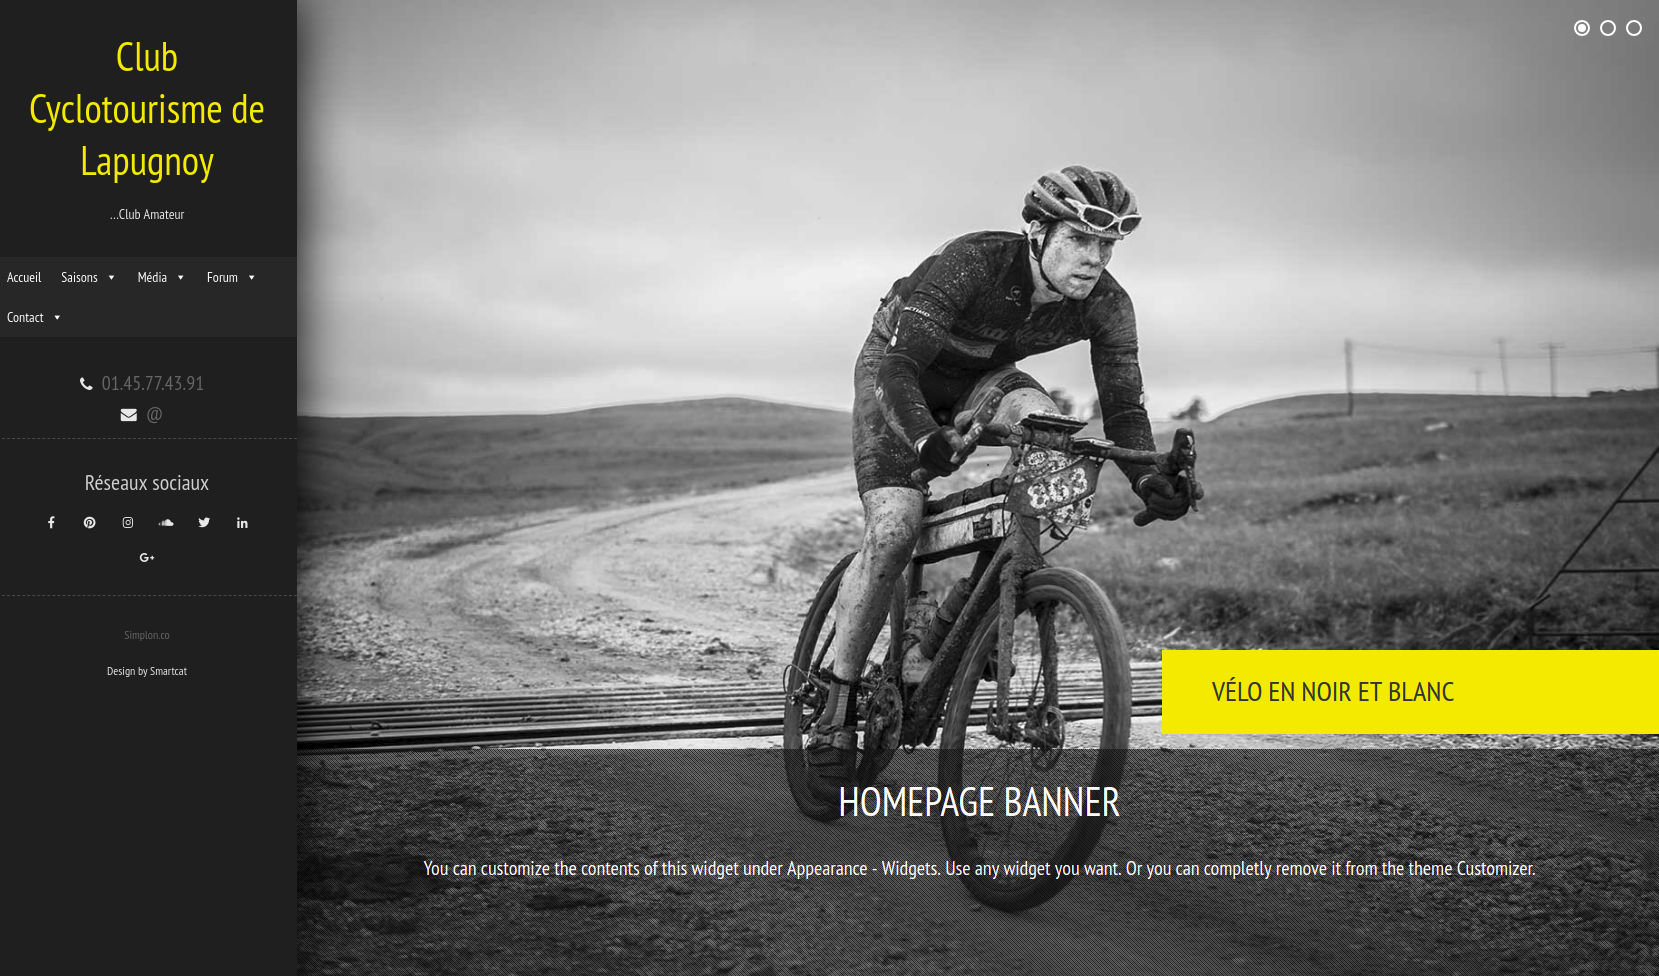 Club
Cyclotourisme de
Lapugnoy
...Club Amateur
Accueil Saisons Média Forum
Contact
01.45.77.43.91
@
Réseaux sociaux
Simplon.co
Design by Smartcat
863
VÉLO EN NOIR ET BLANC
HOMEPAGE BANNER
You can customize the contents of this widget under Appearance - Widgets. Use any widget you want. Or you can completly remove it from the theme Customizer.